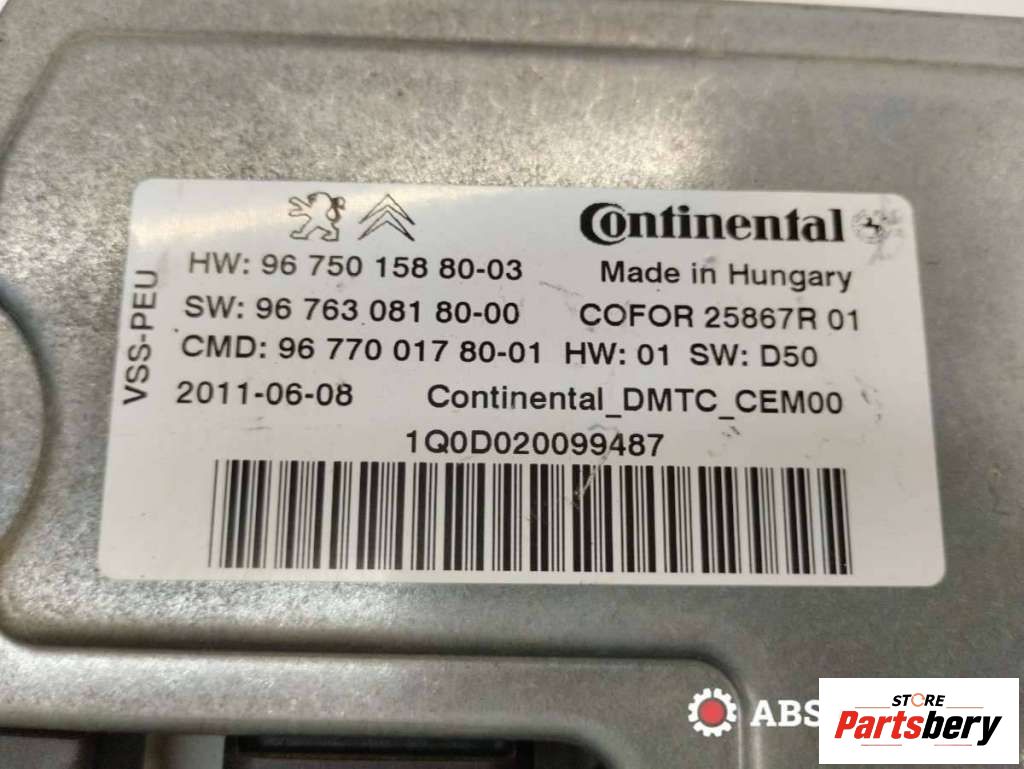 Continental
HW: 96 750 158 80-03 Made in Hungary
SW: 96 763 081 80-00 COFOR 25867R 01
CMD: 96 770 017 80-01 HW: 01 SW: D50
2011-06-08 Continental_DMTC_CEM00
1Q0D020099487
VSS-PEU
ABS
STORE
Partsbery